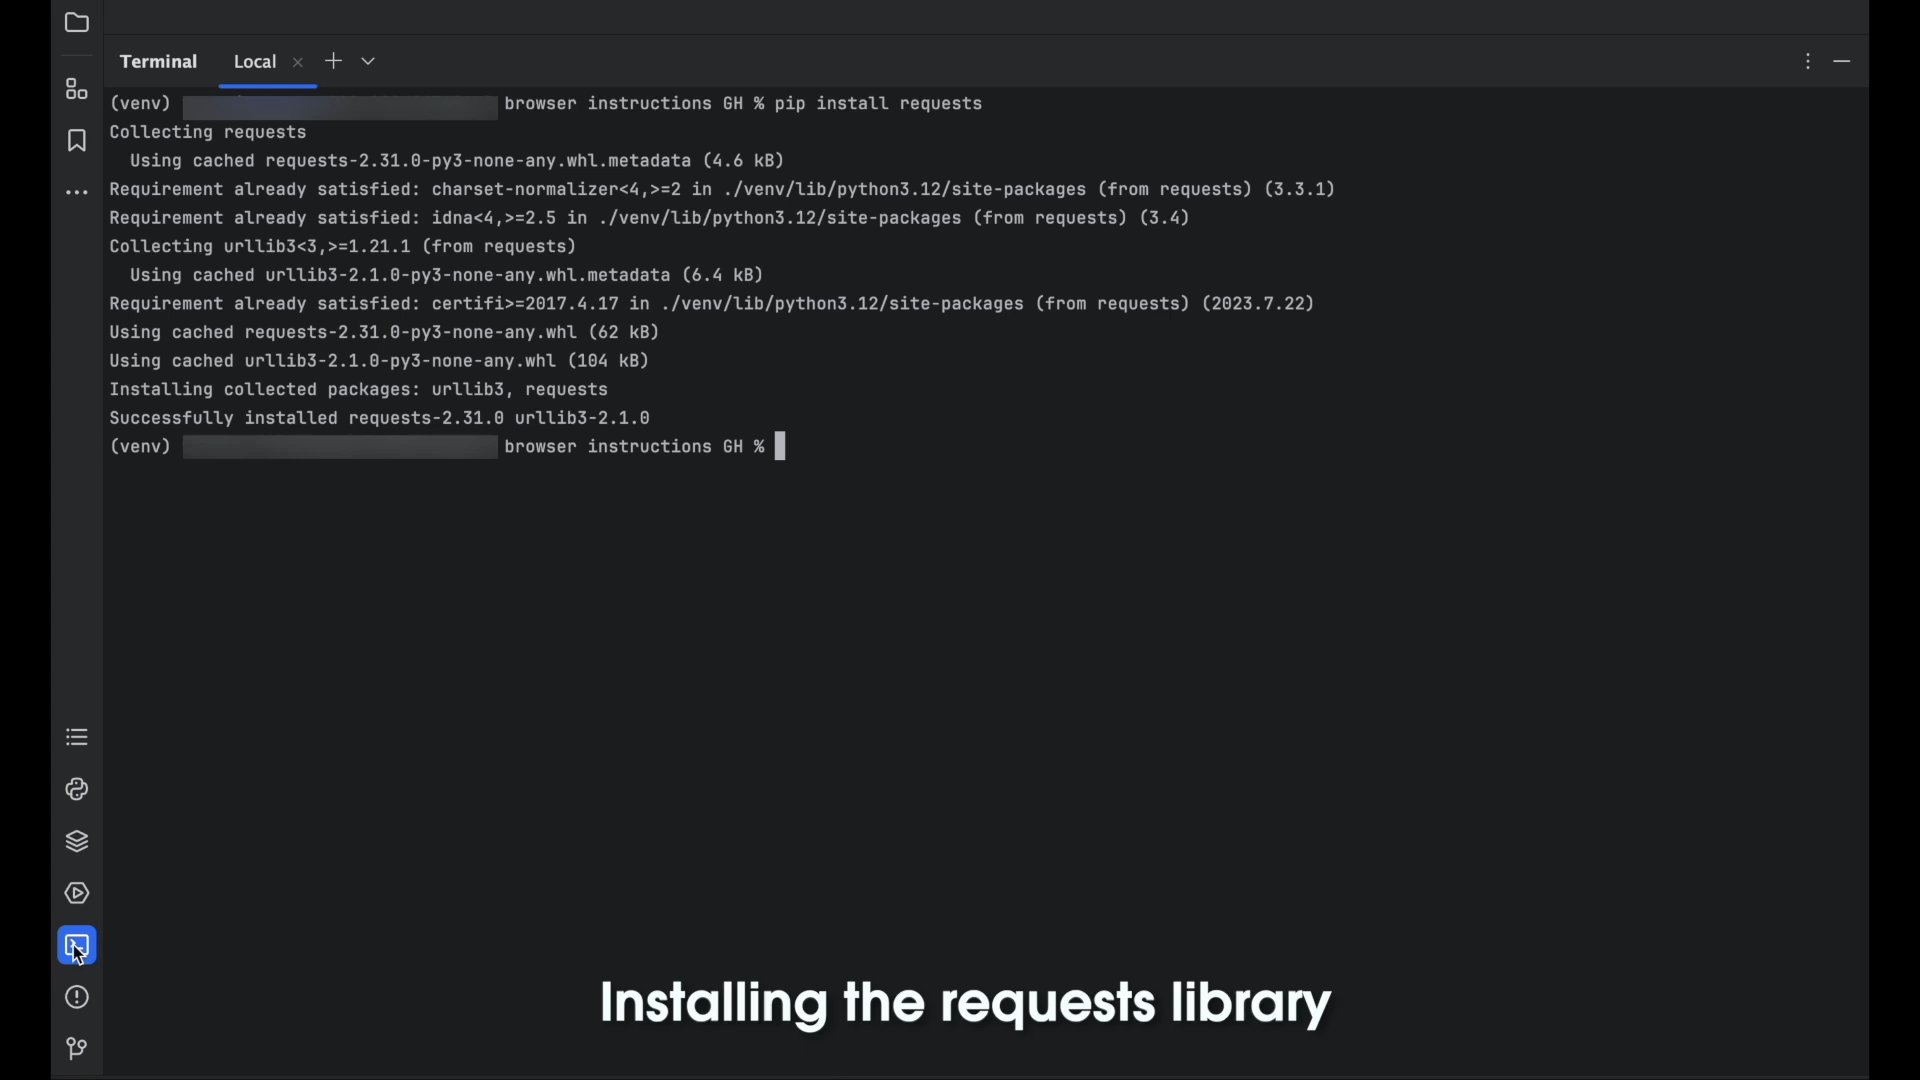 Terminal Local
(venv) browser instructions GH % pip install requests
Collecting requests
Using cached requests-2.31.0-py3-none-any.whl.metadata (4.6 kB)
Requirement already satisfied: charset-normalizer<4,>=2 in ./venv/lib/python3.12/site-packages (from requests) (3.3.1)
Requirement already satisfied: idna<4,>=2.5 in ./venv/lib/python3.12/site-packages (from requests) (3.4)
Collecting urllib3<3,>=1.21.1 (from requests)
Using cached urllib3-2.1.0-py3-none-any.whl.metadata (6.4 kB)
Requirement already satisfied: certifi>=2017.4.17 in ./venv/lib/python3.12/site-packages (from requests) (2023.7.22)
Using cached requests-2.31.0-py3-none-any.whl (62 kB)
Using cached urllib3-2.1.0-py3-none-any.whl (104 kB)
Installing collected packages: urllib3, requests
Successfully installed requests-2.31.0 urllib3-2.1.0
(venv) browser instructions GH %
Installing the requests library